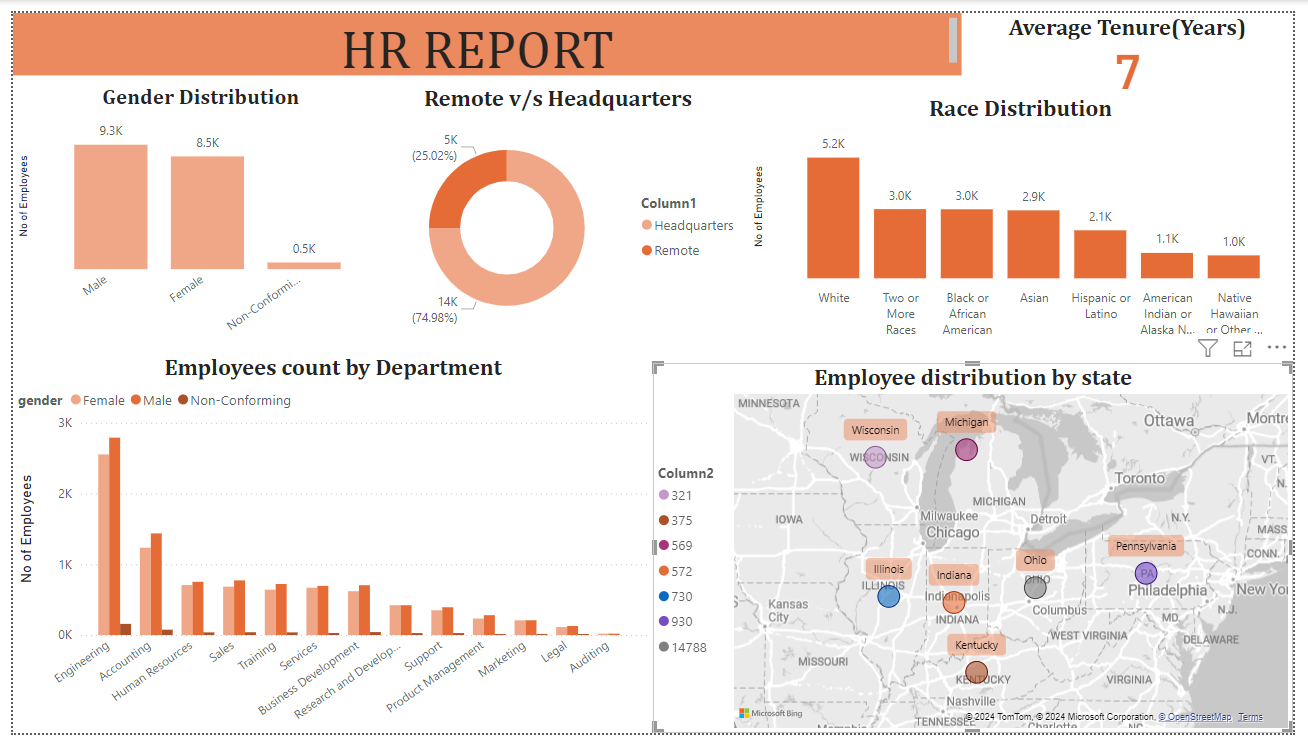 HR REPORT
Average Tenure(Years)
7
Gender Distribution
No of Employees
9.3K
8.5K
0.5K
Male
Female
Non-Conformi...
Remote v/s Headquarters
5K
(25.02%)
14K
(74.98%)
Column1
Headquarters
Remote
Race Distribution
No of Employees
5.2K
3.0K
3.0K
2.9K
2.1K
1.1K
1.0K
White
Two or
More
Races
Black or
African
American
Asian
Hispanic or
Latino
American
Indian or
Alaska N...
Native
Hawaiian
or Other ...
Employees count by Department
gender Female Male Non-Conforming
No of Employees
3K
2K
1K
0K
Engineering
Accounting
Human Resources
Sales
Training
Services
Business Development
Research and Develop...
Support
Product Management
Marketing
Legal
Auditing
Employee distribution by state
Column2
321
375
569
572
730
930
14788
MINNESOTA
Wisconsin
WISCONSIN
Michigan
Ottawa
Montre
VT.
Toronto
MICHIGAN
N.Y.
IOWA
Milwaukee
Detroit
MASS
Chicago
CONN.
Illinois
ILLINOIS
Indiana
Indianapolis
INDIANA
Ohio
OHIO
Columbus
Pennsylvania
PA
Philadelphia
New Yor
N.J.
Kansas
City
MD.
DELAWARE
WEST VIRGINIA
Kentucky
KENTUCKY
MISSOURI
VIRGINIA
Nashville
TENNESSEE
Microsoft Bing
© 2024 TomTom, © 2024 Microsoft Corporation, © OpenStreetMap Terms